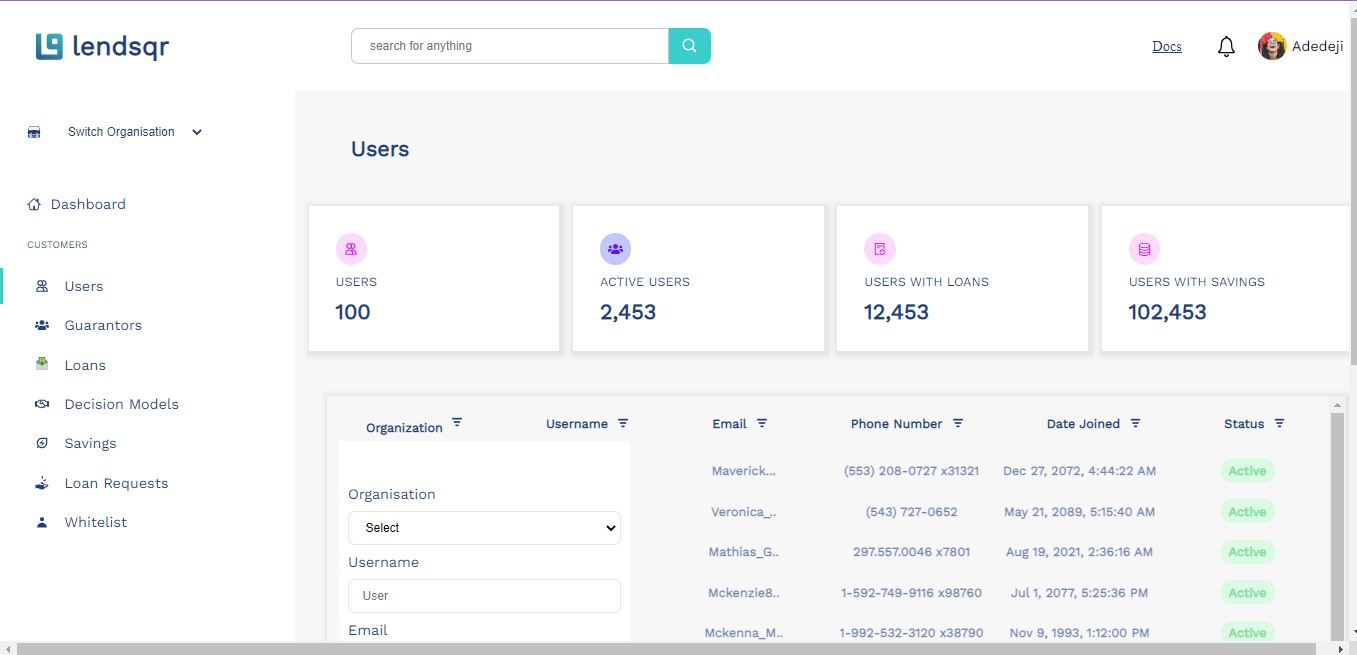 lendsqr
search for anything
Docs
Adedeji
Switch Organisation
Users
Dashboard
CUSTOMERS
Users
Guarantors
Loans
Decision Models
Savings
Loan Requests
Whitelist
USERS
100
ACTIVE USERS
2,453
USERS WITH LOANS
12,453
USERS WITH SAVINGS
102,453
Organization Username Email Phone Number Date Joined Status
Maverick... (553) 208-0727 x31321 Dec 27, 2072, 4:44:22 AM Active
Veronica_.. (543) 727-0652 May 21, 2089, 5:15:40 AM Active
Mathias_G.. 297.557.0046 x7801 Aug 19, 2021, 2:36:16 AM Active
Mckenzie8.. 1-592-749-9116 x98760 Jul 1, 2077, 5:25:36 PM Active
Mckenna_M.. 1-992-532-3120 x38790 Nov 9, 1993, 1:12:00 PM Active
Organisation
Select
Username
User
Email